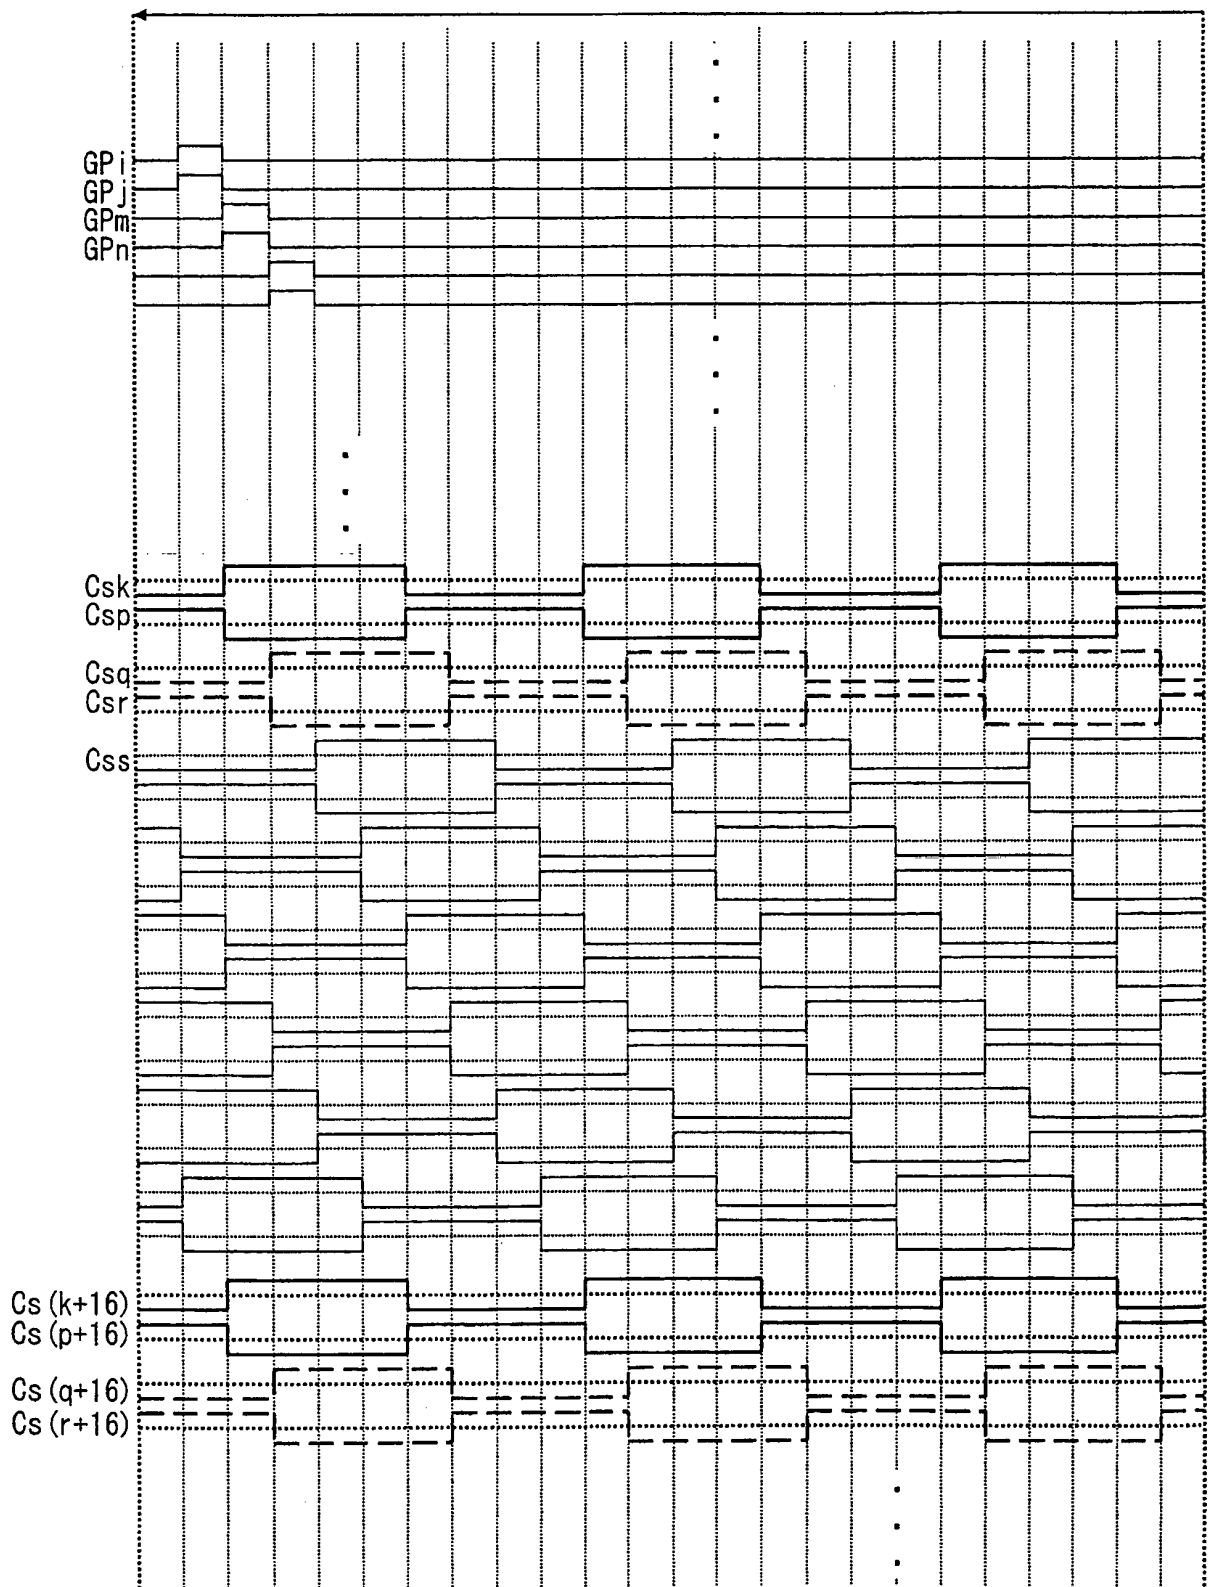 GPi
GPj
GPm
GPn
Csk
Csp
Csq
Csr
Css
Cs(k+16)
Cs(p+16)
Cs(q+16)
Cs(r+16)